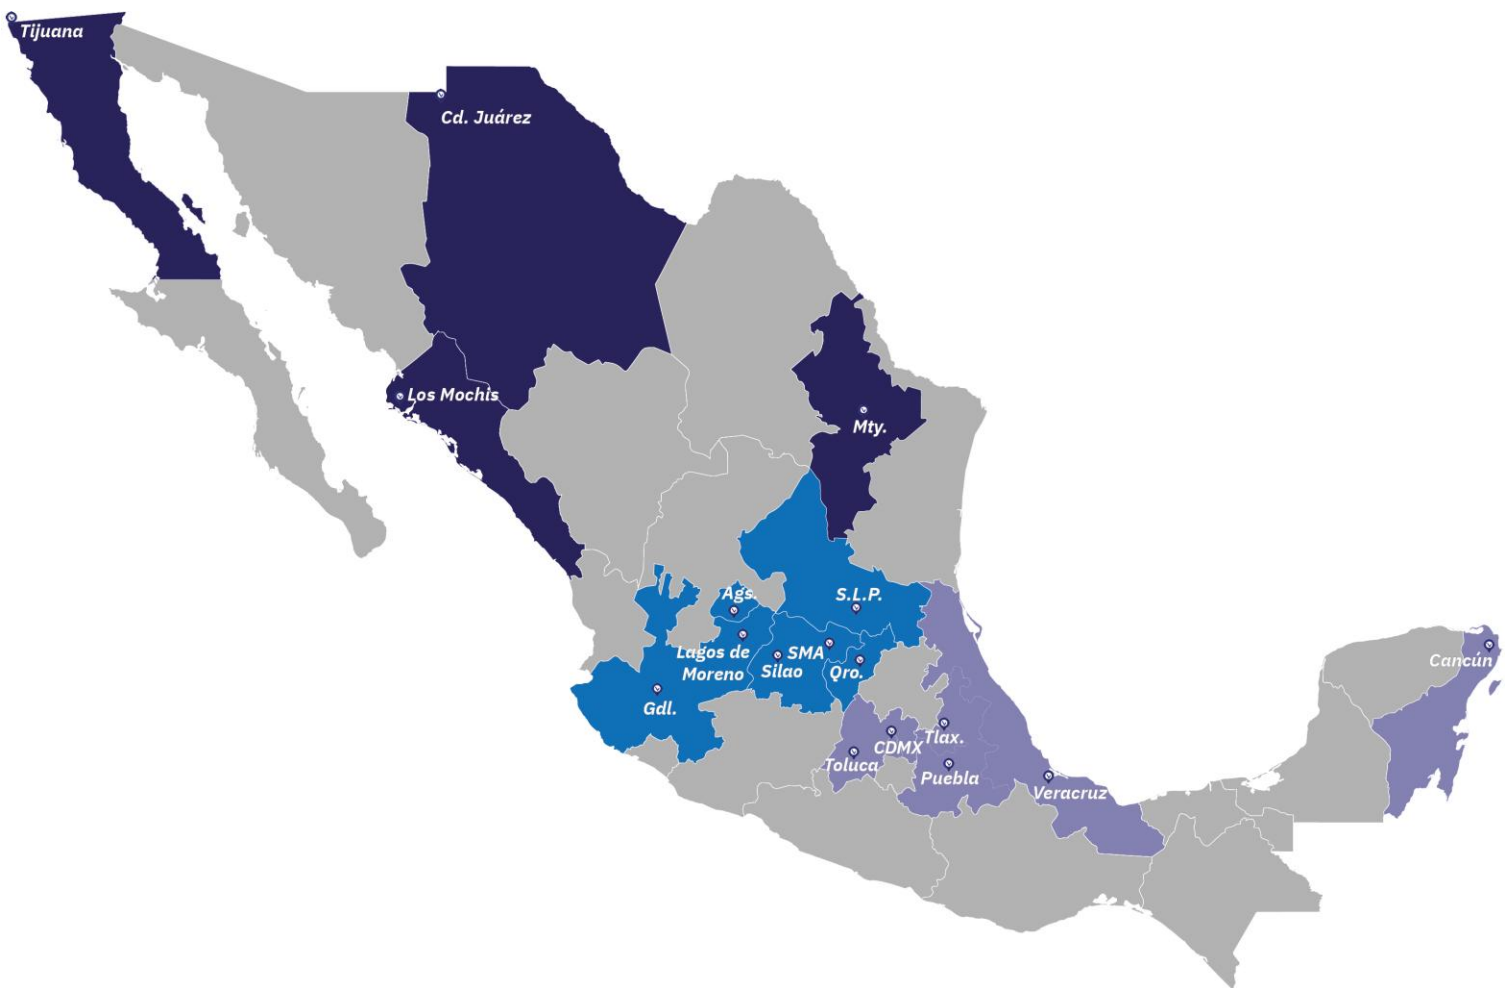 Tijuana
Cd. Juárez
Los Mochis
Mty.
Ags.
S.L.P.
Lagos de
Moreno
SMA
Silao
Qro.
Gdl.
Cancún
CDMX
Tlax.
Toluca
Puebla
Veracruz